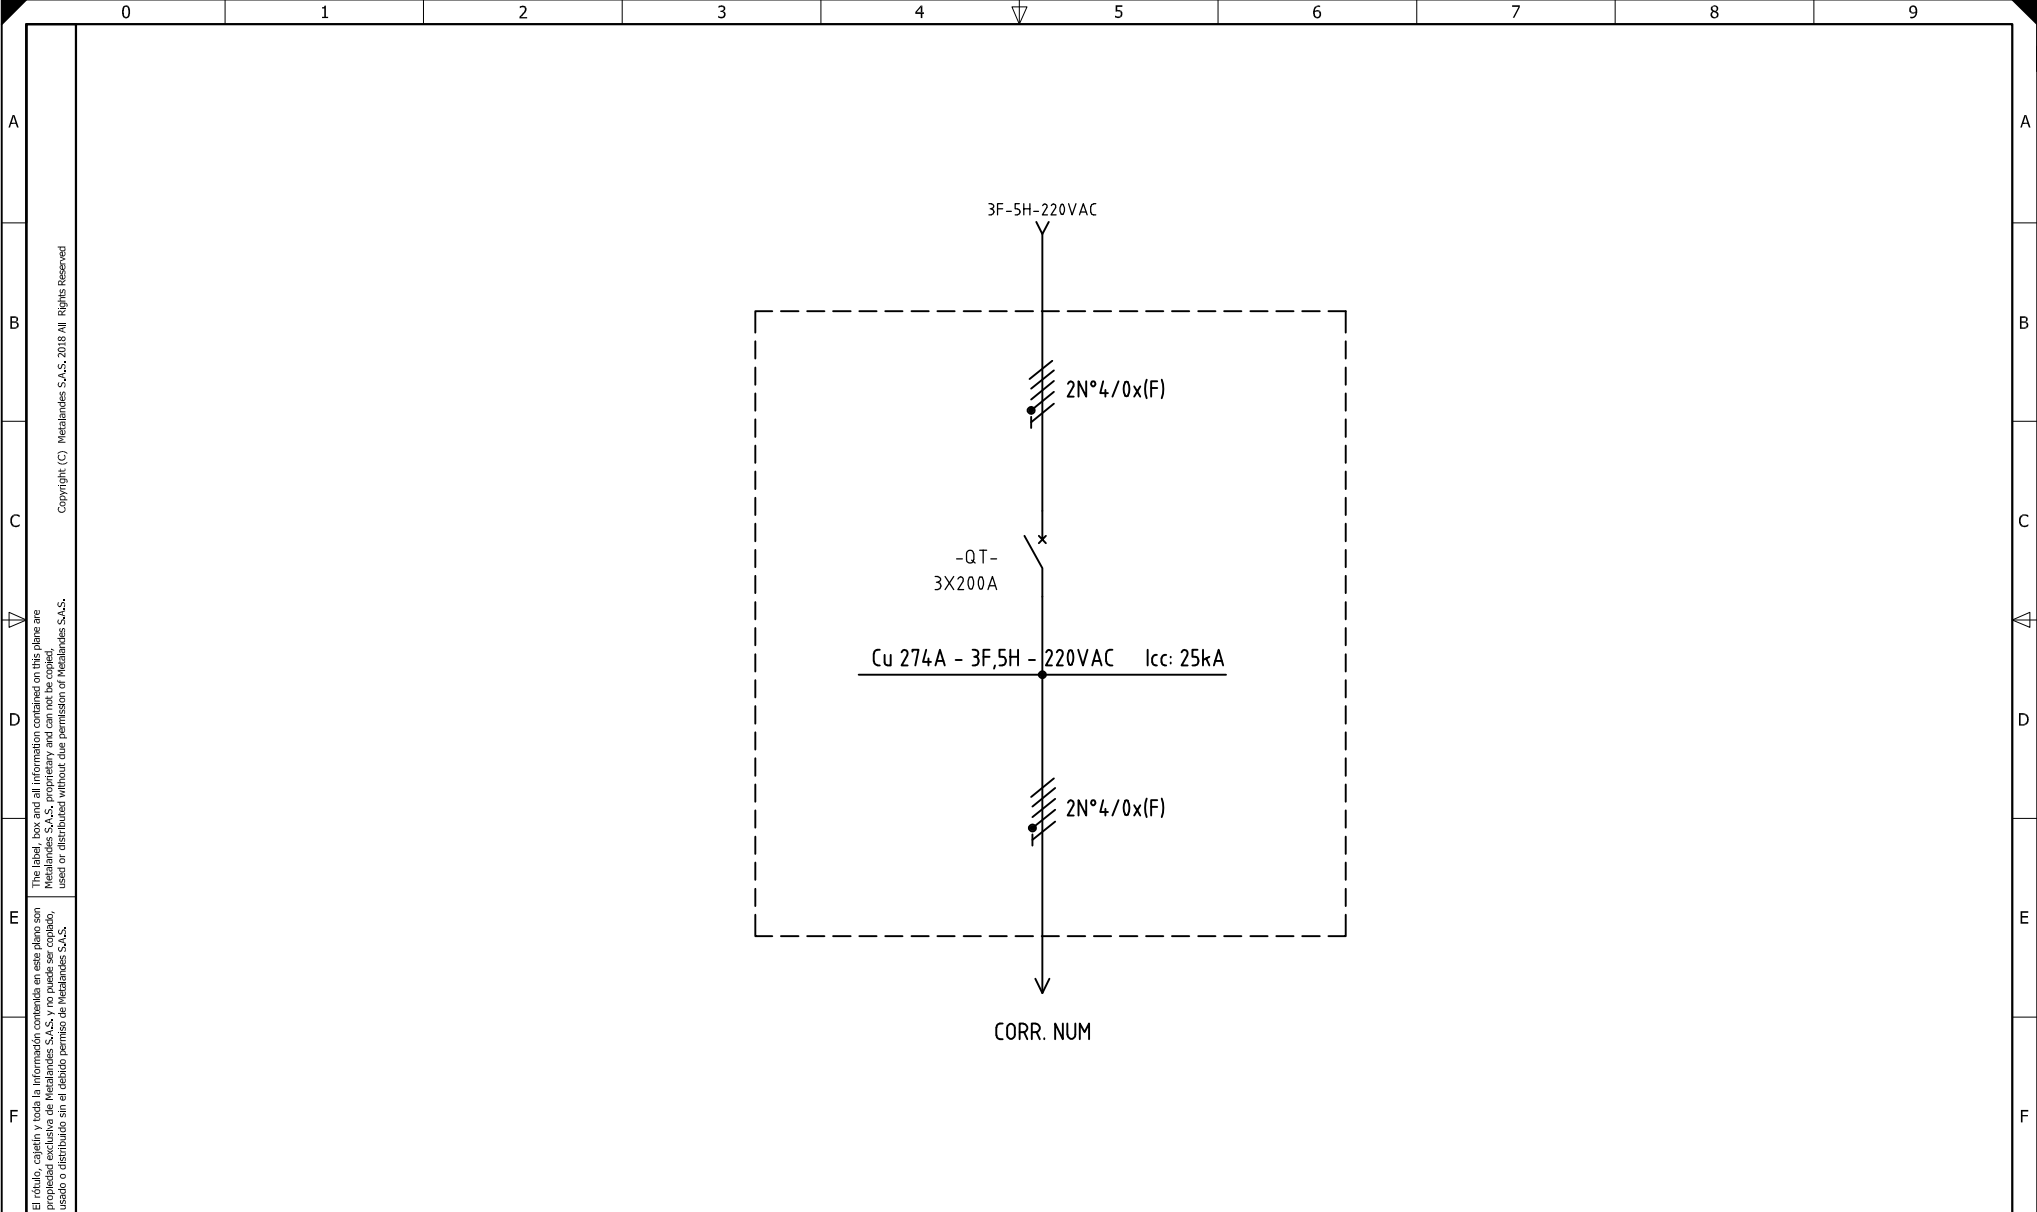 0 1 2 3 4 5 6 7 8 9
A A
3F-5H-220VAC
B B
2N°4/0x(F)
C C
-QT-
3X200A
Cu 274A - 3F,5H - 220VAC Icc: 25kA
D D
2N°4/0x(F)
E E
CORR. NUM
F F
Copyright (C) Metalandes S.A.S. 2018 All Rights Reserved
The label, box and all information contained on this plane are
Metalandes S.A.S. proprietary and can not be copied,
used or distributed without due permission of Metalandes S.A.S.
El rótulo, cajetín y toda la información contenida en este plano son
propiedad exclusiva de Metalandes S.A.S. y no puede ser copiado,
usado o distribuido sin el debido permiso de Metalandes S.A.S.